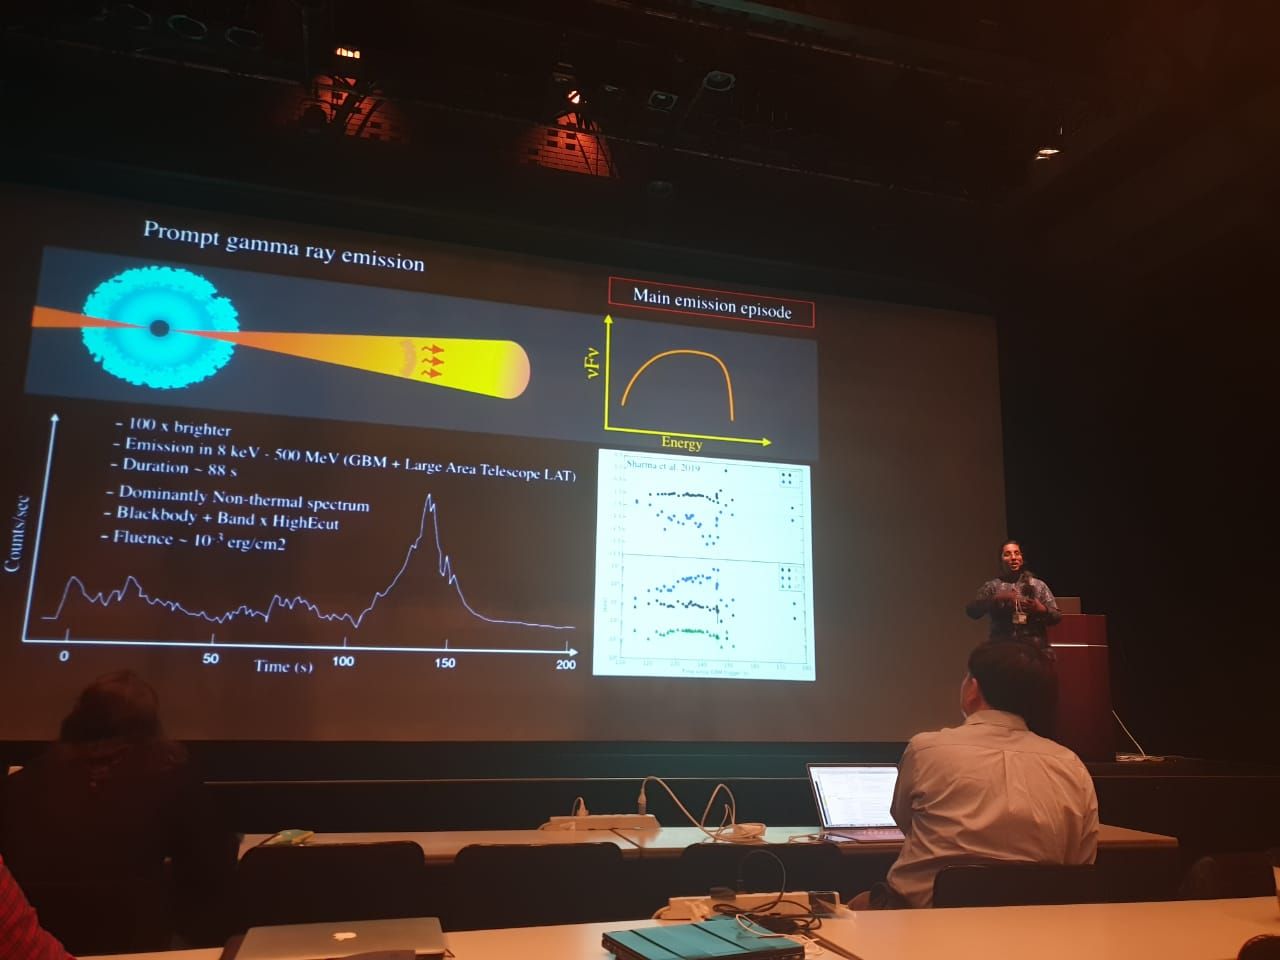 Prompt gamma ray emission
Main emission episode
νFν
Energy
- 100 x brighter
- Emission in 8 keV - 500 MeV (GBM + Large Area Telescope LAT)
- Duration ~ 88 s
- Dominantly Non-thermal spectrum
- Blackbody + Band x HighEcut
- Fluence ~ 10⁻³ erg/cm2
Counts/sec
0 50 100 150 200
Time (s)
Sharma et al. 2019